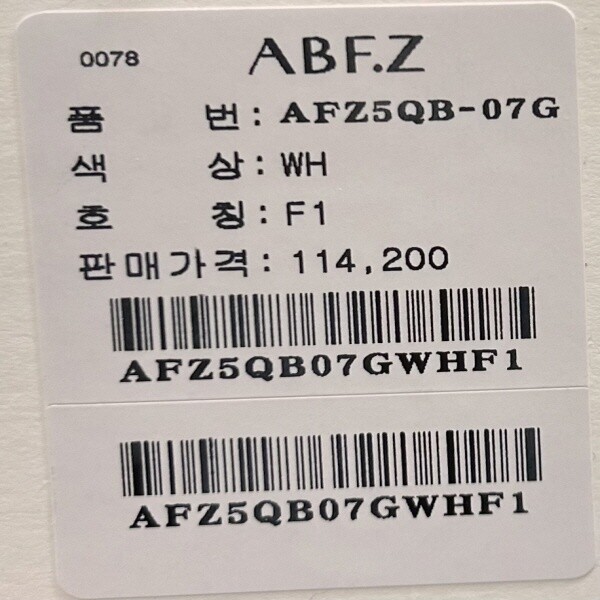 0078 ABF.Z
품 번 : AFZ5QB-07G
색 상 : WH
호 칭 : F1
판매가격 : 114,200
AFZ5QB07GWHF1
AFZ5QB07GWHF1